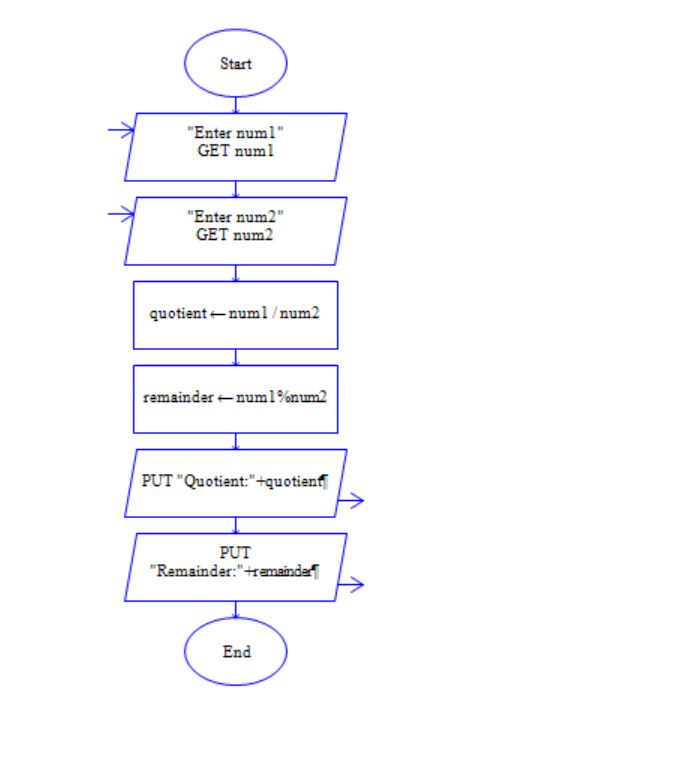 Start
"Enter num1"
GET num1
"Enter num2"
GET num2
quotient ← num1 / num2
remainder ← num1%num2
PUT "Quotient:"+quotient¶
PUT
"Remainder:"+remainder¶
End